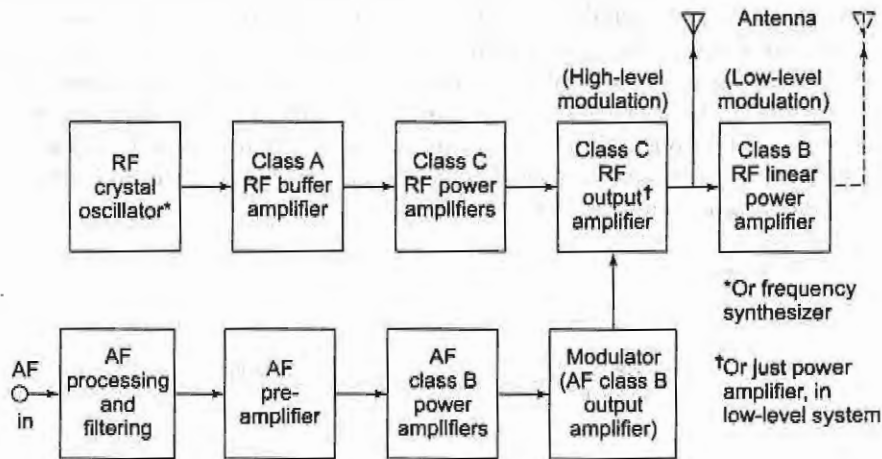 Antenna
(High-level
modulation)
(Low-level
modulation)
RF
crystal
oscillator*
Class A
RF buffer
amplifier
Class C
RF power
amplifiers
Class C
RF
output†
amplifier
Class B
RF linear
power
amplifier
*Or frequency
synthesizer
AF
in
AF
processing
and
filtering
AF
pre-
amplifier
AF
class B
power
amplifiers
Modulator
(AF class B
output
amplifier)
†Or just power
amplifier, in
low-level system